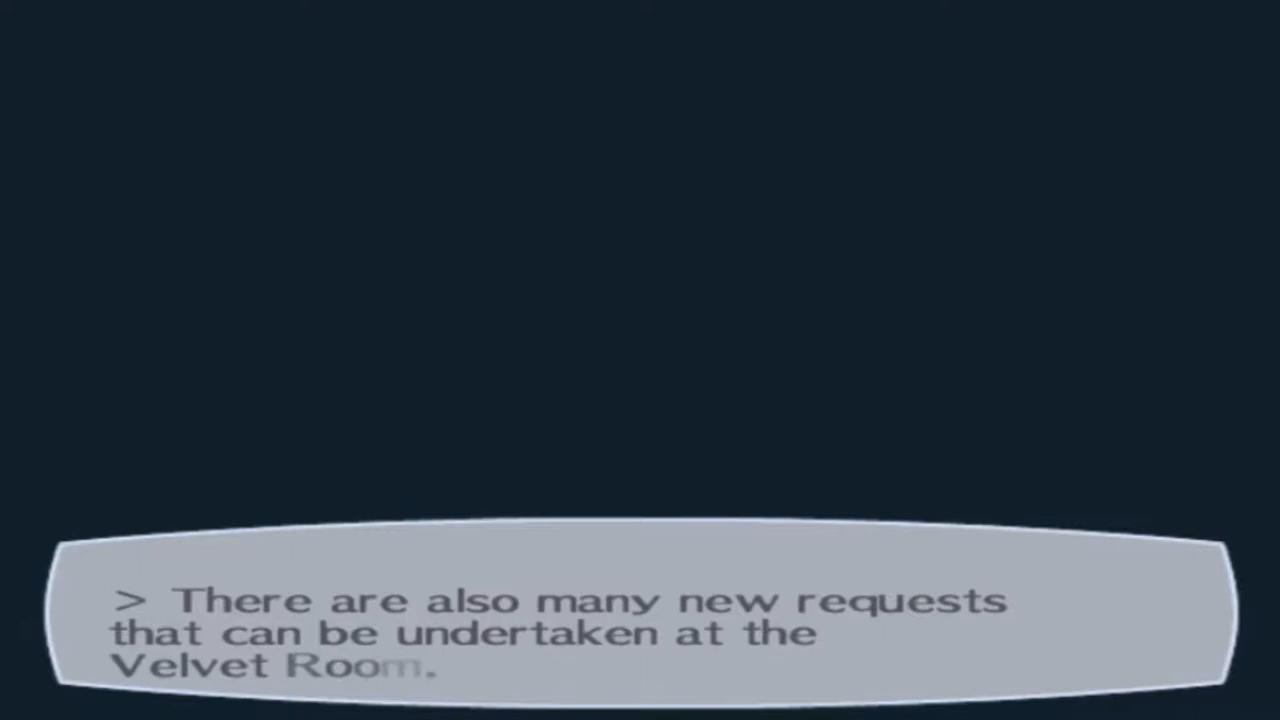 > There are also many new requests
that can be undertaken at the
Velvet Room.